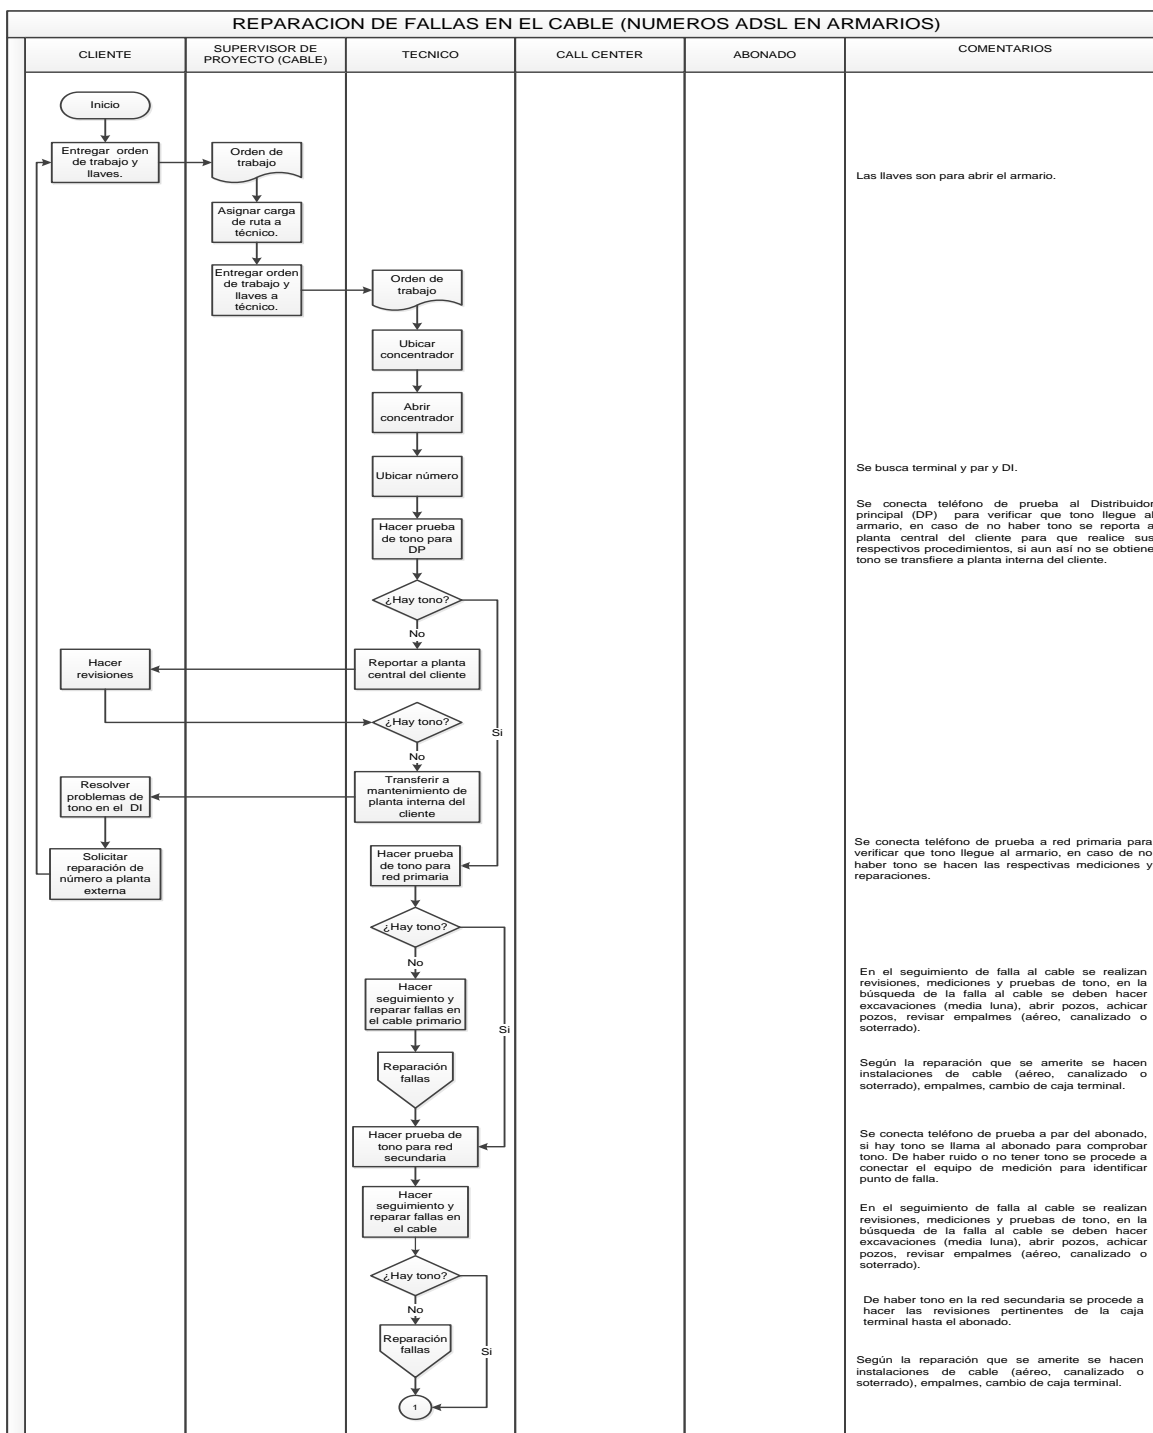 REPARACION DE FALLAS EN EL CABLE (NUMEROS ADSL EN ARMARIOS)
CLIENTE
SUPERVISOR DE
PROYECTO (CABLE)
TECNICO
CALL CENTER
ABONADO
COMENTARIOS
Inicio
Entregar orden
de trabajo y
llaves.
Orden de
trabajo
Las llaves son para abrir el armario.
Asignar carga
de ruta a
técnico.
Entregar orden
de trabajo y
llaves a
técnico.
Orden de
trabajo
Ubicar
concentrador
Abrir
concentrador
Ubicar número
Se busca terminal y par y DI.
Hacer prueba
de tono para
DP
Se conecta teléfono de prueba al Distribuidor
principal (DP) para verificar que tono llegue al
armario, en caso de no haber tono se reporta a
planta central del cliente para que realice sus
respectivos procedimientos, si aun así no se obtiene
tono se transfiere a planta interna del cliente.
¿Hay tono?
No
Hacer
revisiones
Reportar a planta
central del cliente
¿Hay tono?
Si
No
Resolver
problemas de
tono en el DI
Transferir a
mantenimiento de
planta interna del
cliente
Solicitar
reparación de
número a planta
externa
Hacer prueba
de tono para
red primaria
Se conecta teléfono de prueba a red primaria para
verificar que tono llegue al armario, en caso de no
haber tono se hacen las respectivas mediciones y
reparaciones.
¿Hay tono?
No
Hacer
seguimiento y
reparar fallas en
el cable primario
Si
En el seguimiento de falla al cable se realizan
revisiones, mediciones y pruebas de tono, en la
búsqueda de la falla al cable se deben hacer
excavaciones (media luna), abrir pozos, achicar
pozos, revisar empalmes (aéreo, canalizado o
soterrado).
Reparación
fallas
Según la reparación que se amerite se hacen
instalaciones de cable (aéreo, canalizado o
soterrado), empalmes, cambio de caja terminal.
Hacer prueba de
tono para red
secundaria
Se conecta teléfono de prueba a par del abonado,
si hay tono se llama al abonado para comprobar
tono. De haber ruido o no tener tono se procede a
conectar el equipo de medición para identificar
punto de falla.
Hacer
seguimiento y
reparar fallas en
el cable
En el seguimiento de falla al cable se realizan
revisiones, mediciones y pruebas de tono, en la
búsqueda de la falla al cable se deben hacer
excavaciones (media luna), abrir pozos, achicar
pozos, revisar empalmes (aéreo, canalizado o
soterrado).
¿Hay tono?
No
De haber tono en la red secundaria se procede a
hacer las revisiones pertinentes de la caja
terminal hasta el abonado.
Reparación
fallas
Si
Según la reparación que se amerite se hacen
instalaciones de cable (aéreo, canalizado o
soterrado), empalmes, cambio de caja terminal.
1